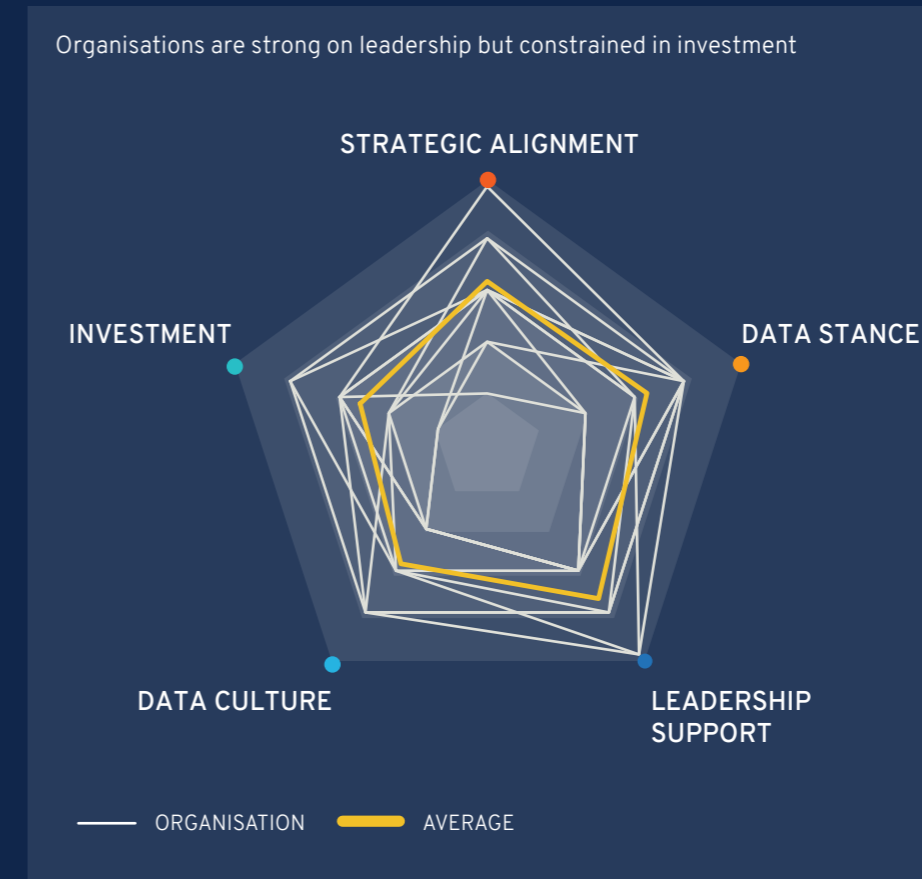 Organisations are strong on leadership but constrained in investment
STRATEGIC ALIGNMENT
INVESTMENT
DATA STANCE
DATA CULTURE
LEADERSHIP
SUPPORT
ORGANISATION
AVERAGE